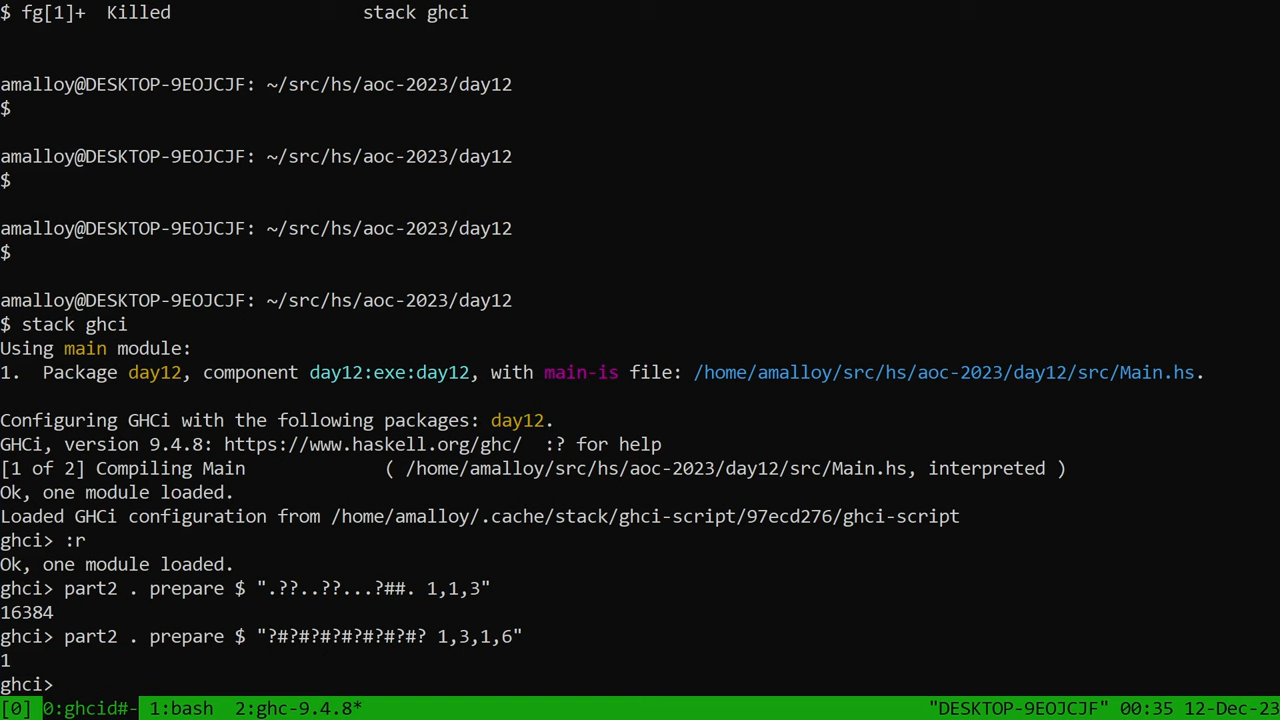 $ fg[1]+  Killed                  stack ghci
amalloy@DESKTOP-9EOJCJF: ~/src/hs/aoc-2023/day12
$
amalloy@DESKTOP-9EOJCJF: ~/src/hs/aoc-2023/day12
$
amalloy@DESKTOP-9EOJCJF: ~/src/hs/aoc-2023/day12
$
amalloy@DESKTOP-9EOJCJF: ~/src/hs/aoc-2023/day12
$ stack ghci
Using main module:
1.  Package day12, component day12:exe:day12, with main-is file: /home/amalloy/src/hs/aoc-2023/day12/src/Main.hs.
Configuring GHCi with the following packages: day12.
GHCi, version 9.4.8: https://www.haskell.org/ghc/  :? for help
[1 of 2] Compiling Main             ( /home/amalloy/src/hs/aoc-2023/day12/src/Main.hs, interpreted )
Ok, one module loaded.
Loaded GHCi configuration from /home/amalloy/.cache/stack/ghci-script/97ecd276/ghci-script
ghci> :r
Ok, one module loaded.
ghci> part2 . prepare $ ".??..??...?##. 1,1,3"
16384
ghci> part2 . prepare $ "?#?#?#?#?#?#?#? 1,3,1,6"
1
ghci>
[0] 0:ghcid#- 1:bash  2:ghc-9.4.8* "DESKTOP-9EOJCJF" 00:35 12-Dec-23